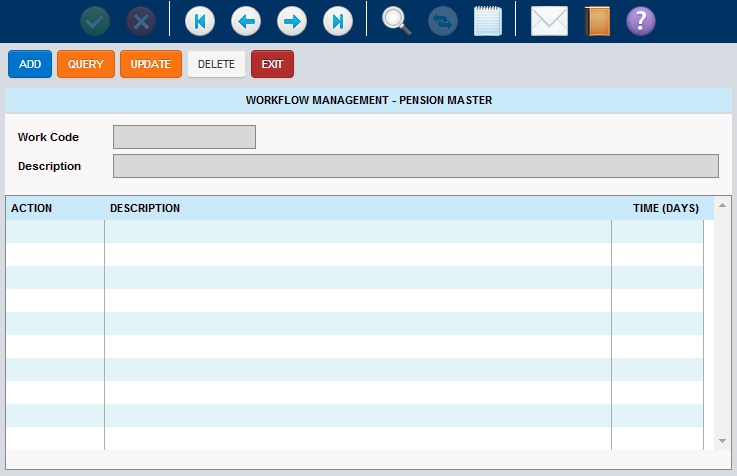 ?
ADD QUERY UPDATE DELETE EXIT
WORKFLOW MANAGEMENT - PENSION MASTER
Work Code
Description
ACTION DESCRIPTION TIME (DAYS)